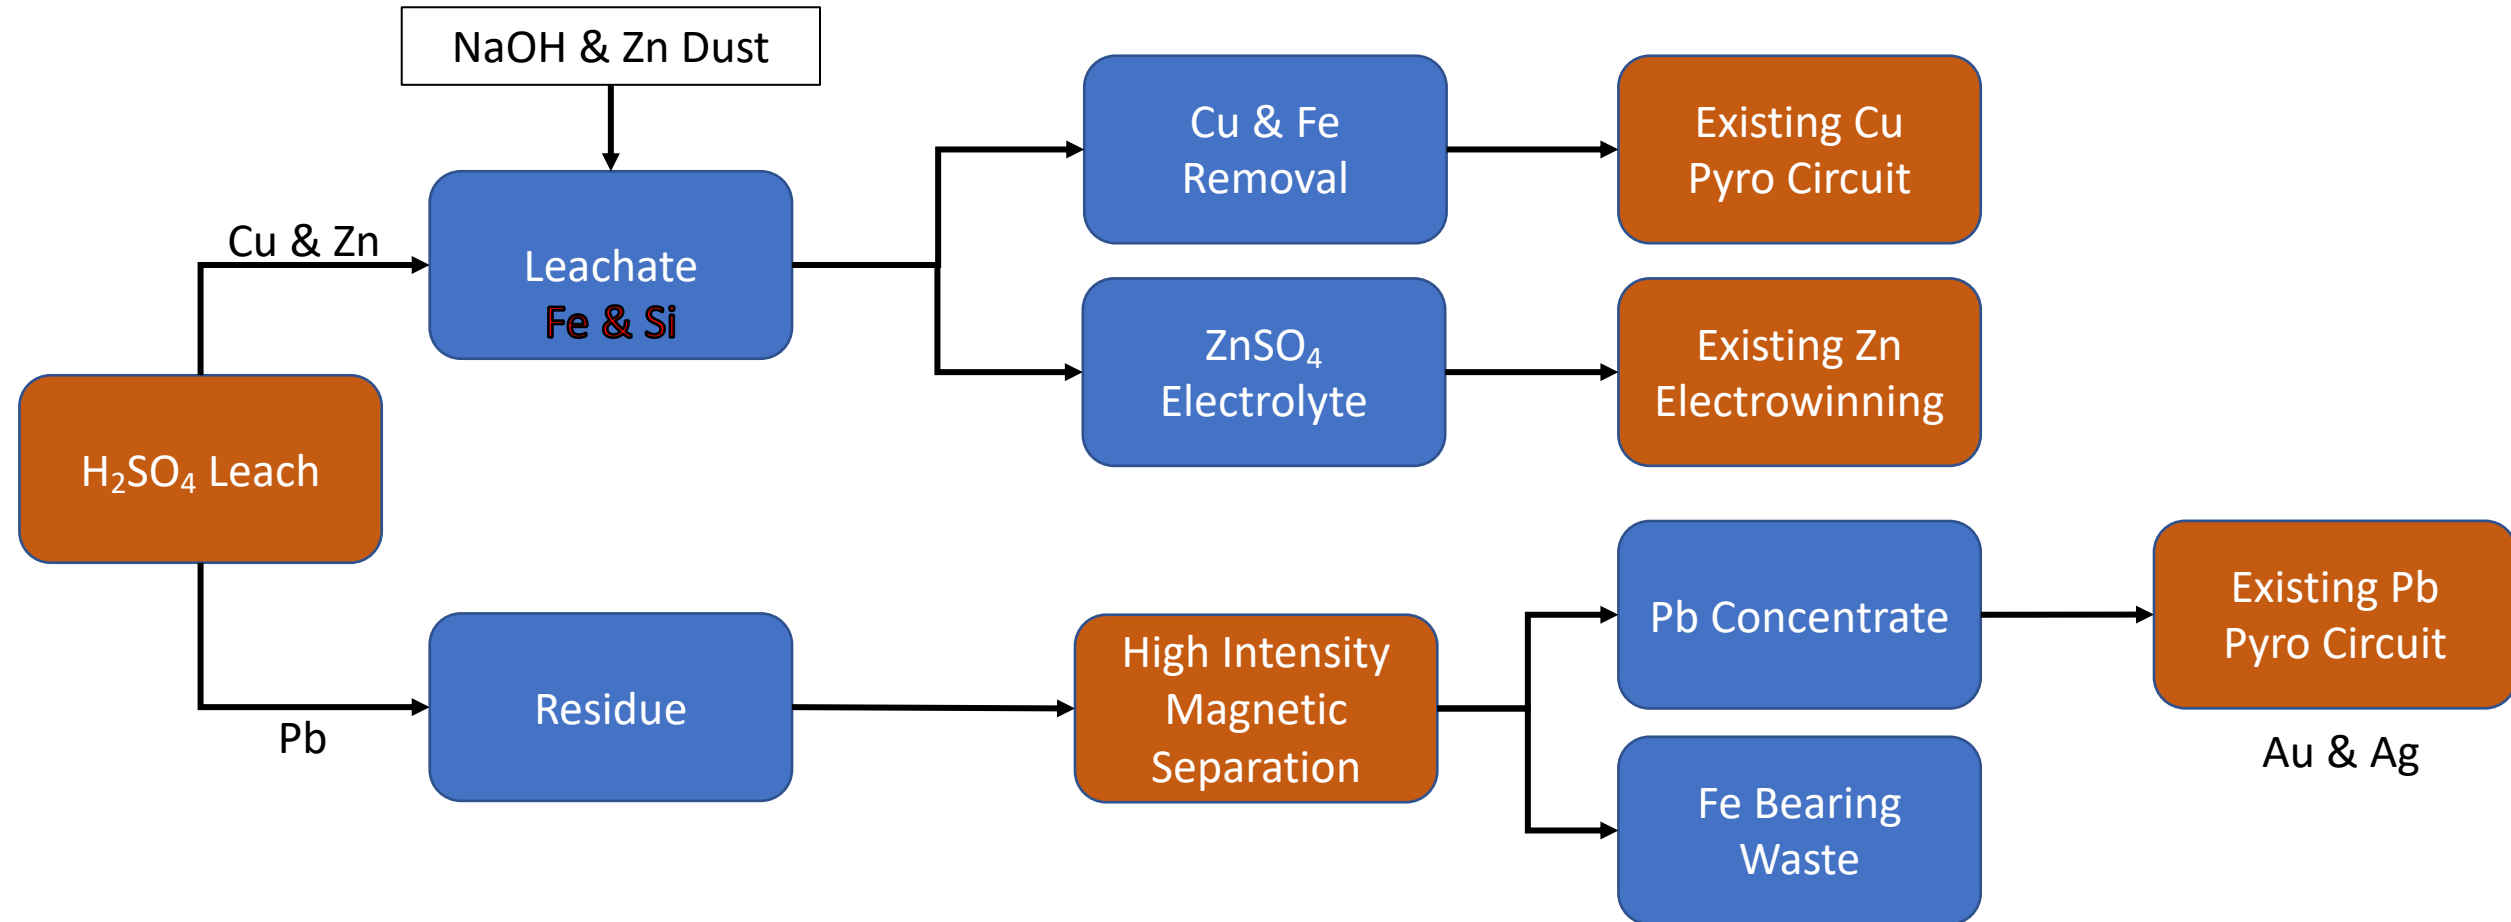 NaOH & Zn Dust
Cu & Fe
Removal
Existing Cu
Pyro Circuit
Cu & Zn
Leachate
Fe & Si
ZnSO₄
Electrolyte
Existing Zn
Electrowinning
H₂SO₄ Leach
Pb
Residue
High Intensity
Magnetic
Separation
Pb Concentrate
Existing Pb
Pyro Circuit
Au & Ag
Fe Bearing
Waste